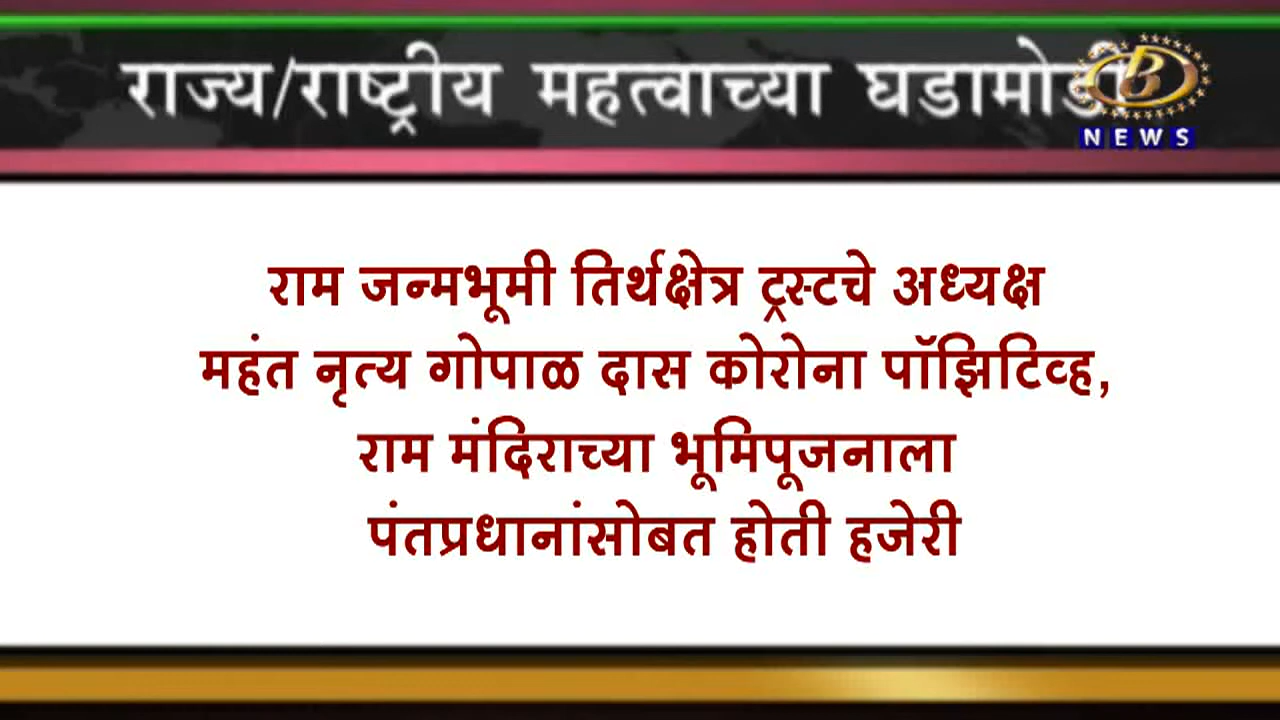 राज्य/राष्ट्रीय महत्वाच्या घडामोडी
B
NEWS
राम जन्मभूमी तिर्थक्षेत्र ट्रस्टचे अध्यक्ष
महंत नृत्य गोपाळ दास कोरोना पॉझिटिव्ह,
राम मंदिराच्या भूमिपूजनाला
पंतप्रधानांसोबत होती हजेरी